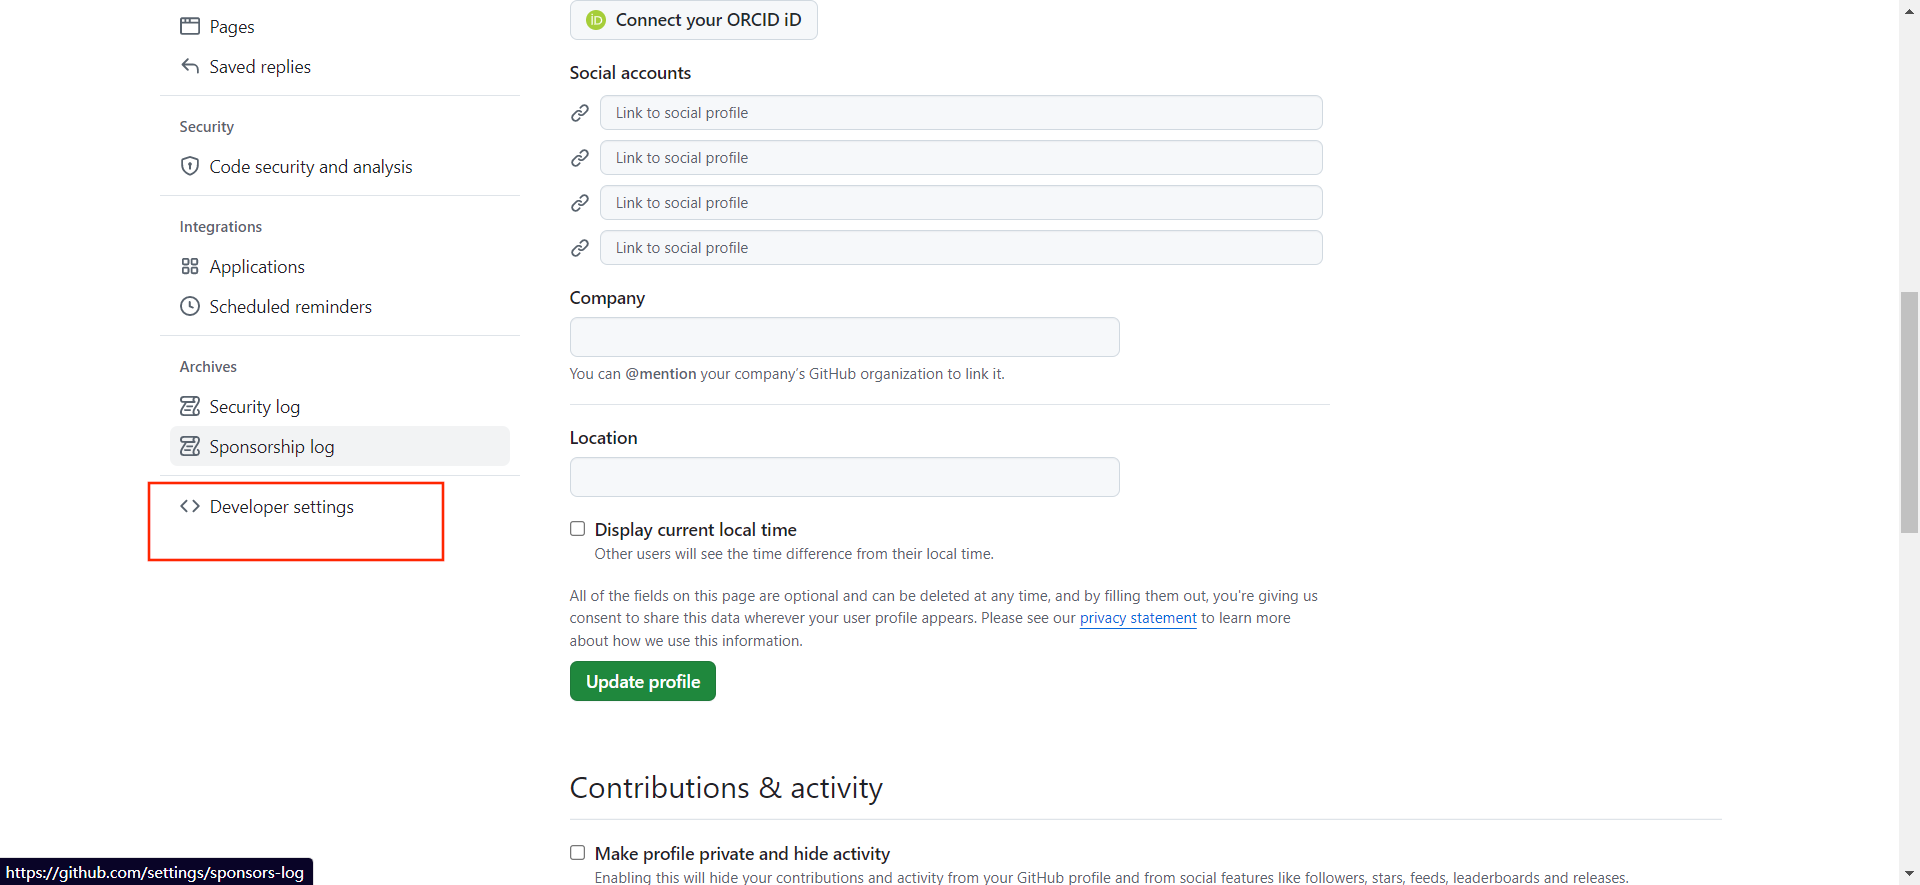 Pages
Saved replies
Security
Code security and analysis
Integrations
Applications
Scheduled reminders
Archives
Security log
Sponsorship log
Developer settings
iD Connect your ORCID iD
Social accounts
Link to social profile
Link to social profile
Link to social profile
Link to social profile
Company
You can @mention your company's GitHub organization to link it.
Location
Display current local time
Other users will see the time difference from their local time.
All of the fields on this page are optional and can be deleted at any time, and by filling them out, you're giving us
consent to share this data wherever your user profile appears. Please see our privacy statement to learn more
about how we use this information.
Update profile
Contributions & activity
Make profile private and hide activity
Enabling this will hide your contributions and activity from your GitHub profile and from social features like followers, stars, feeds, leaderboards and releases.
https://github.com/settings/sponsors-log